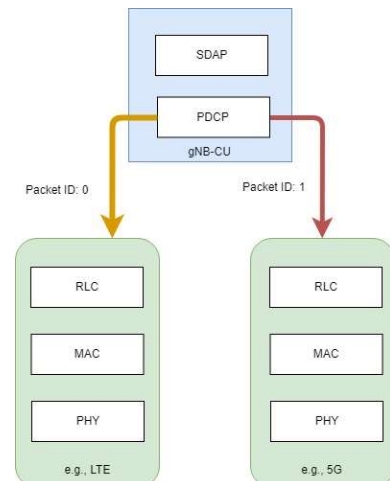 SDAP
PDCP
gNB-CU
Packet ID: 0
Packet ID: 1
RLC
MAC
PHY
e.g., LTE
RLC
MAC
PHY
e.g., 5G